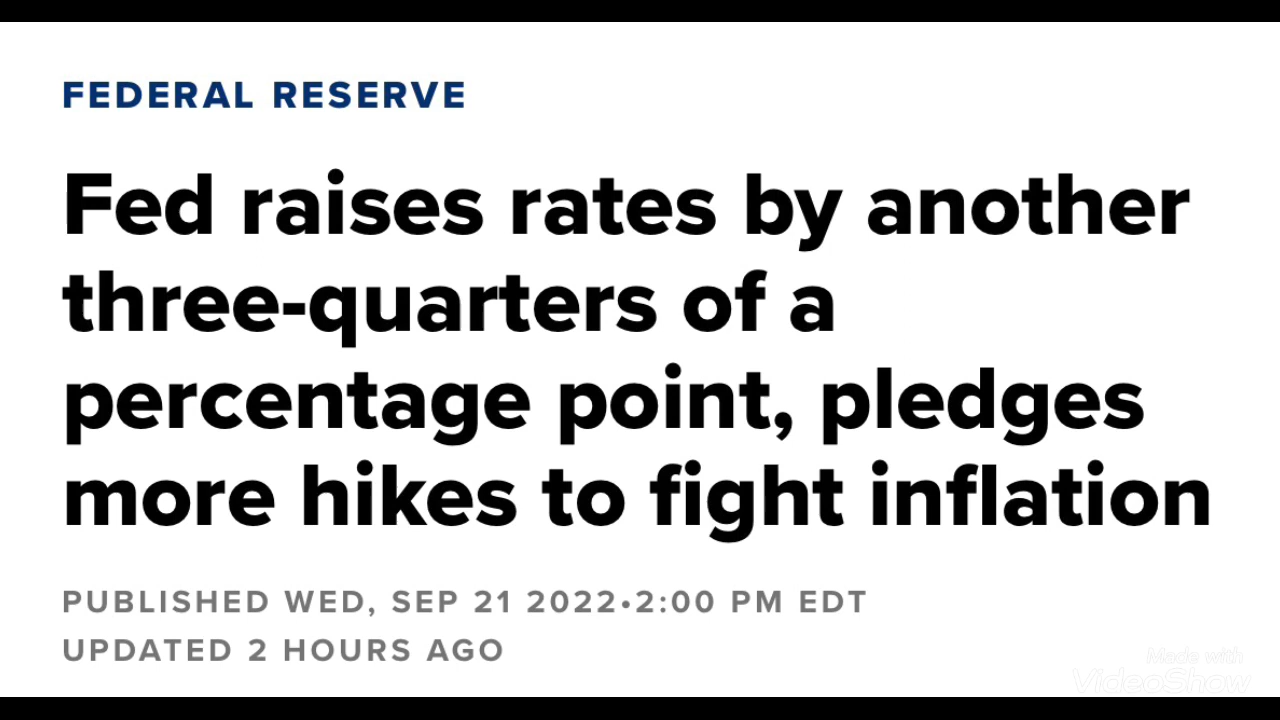 FEDERAL RESERVE
Fed raises rates by another
three-quarters of a
percentage point, pledges
more hikes to fight inflation
PUBLISHED WED, SEP 21 2022•2:00 PM EDT
UPDATED 2 HOURS AGO
Made with
VideoShow